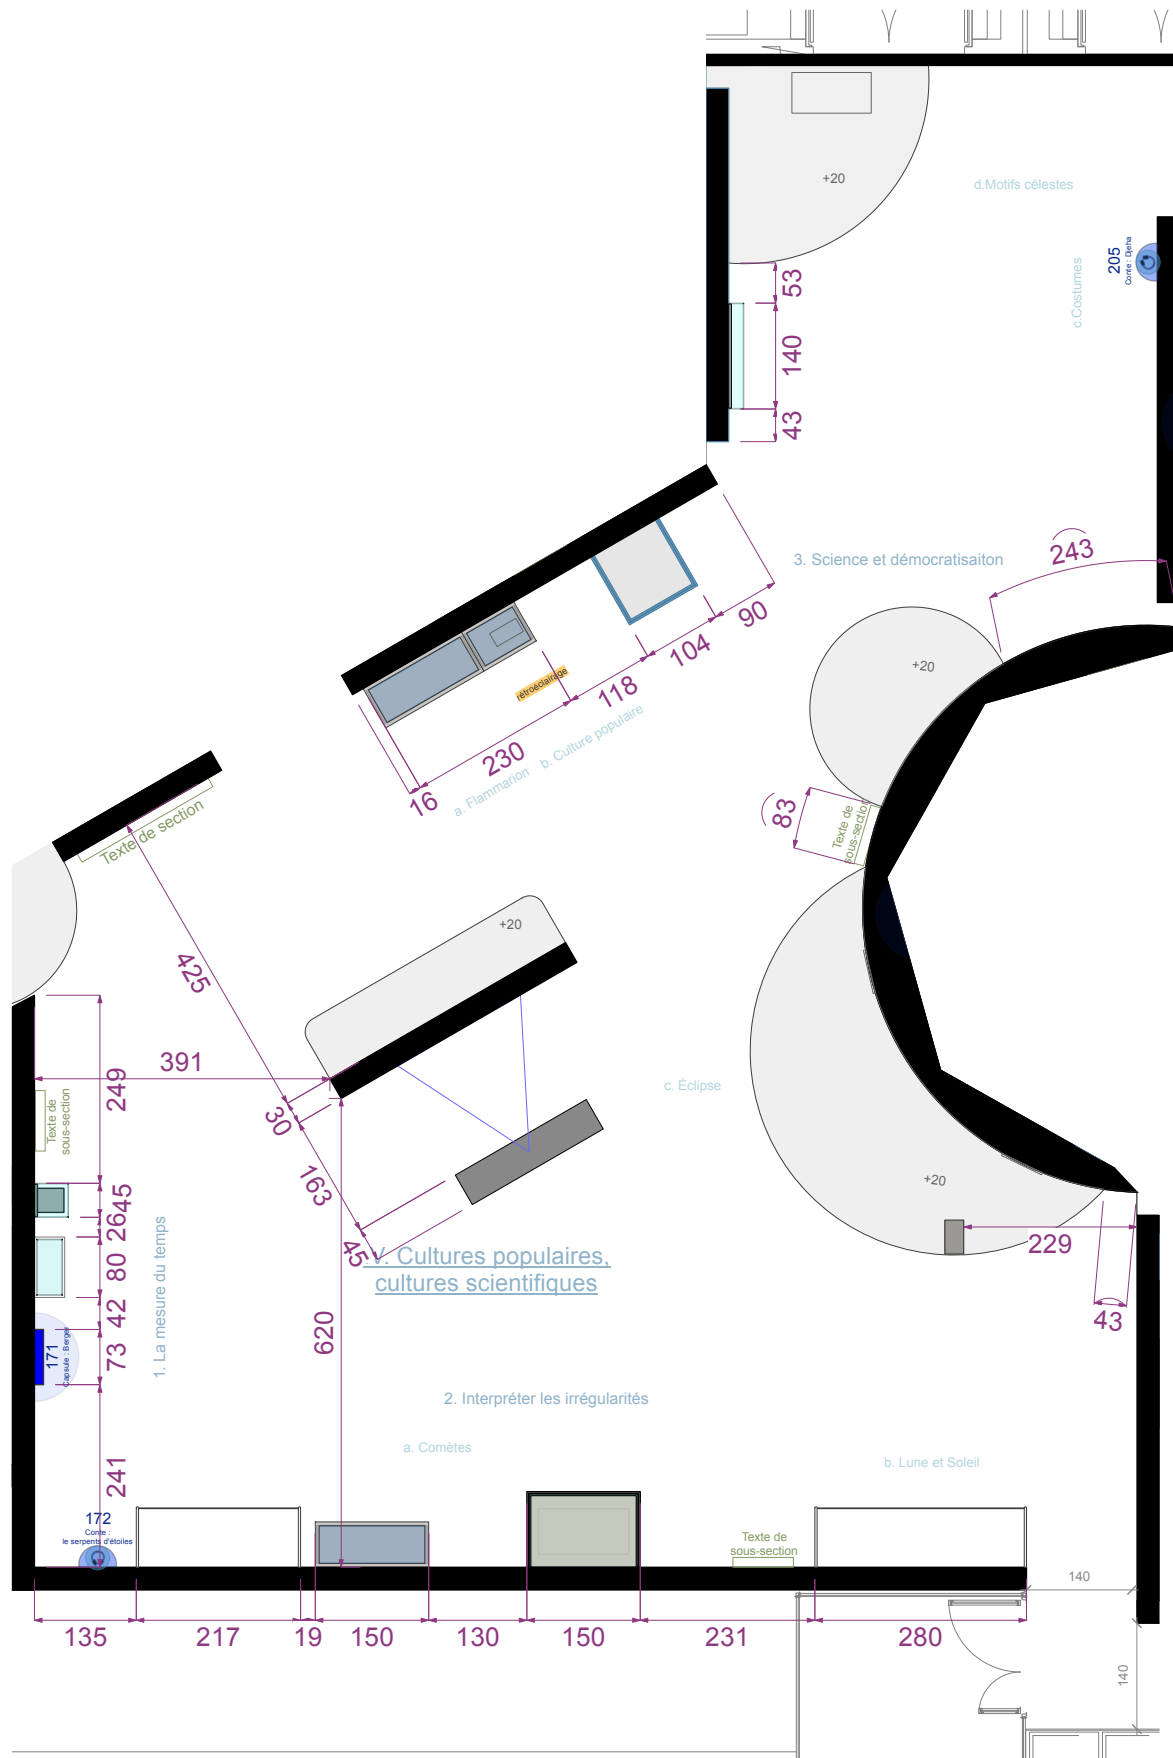 +20
d.Motifs célestes
205
Conte : Djeha
c.Costumes
53
140
43
3. Science et démocratisaiton
243
90
104
118
230
16
rétroéclairage
a. Flammarion
b. Culture populaire
+20
83
Texte de
sous-section
Texte de section
+20
425
391
249
30
163
45
620
c. Éclipse
+20
229
43
Texte de
sous-section
45
26
80
42
73
241
171
Capsule : Berger
1. La mesure du temps
V. Cultures populaires,
cultures scientifiques
2. Interpréter les irrégularités
a. Comètes
b. Lune et Soleil
172
Conte :
le serpents d'étoiles
Texte de
sous-section
140
135
217
19
150
130
150
231
280
140